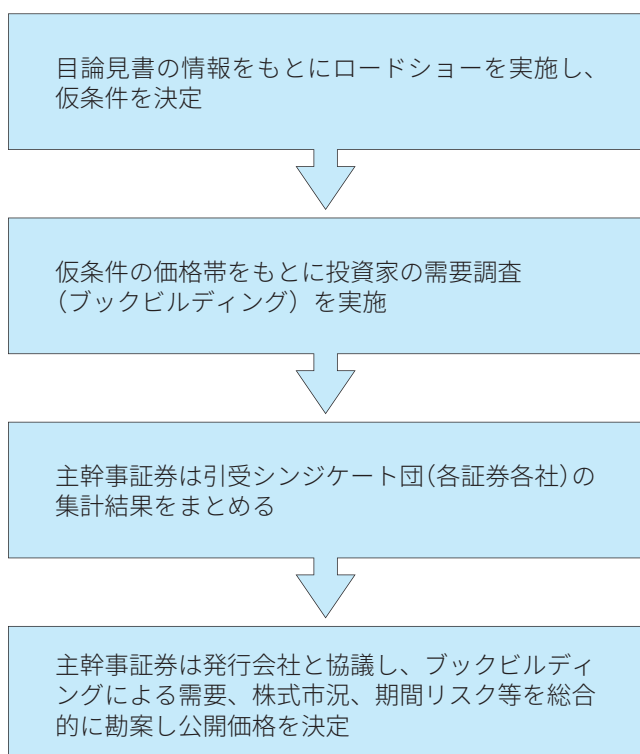 目論見書の情報をもとにロードショーを実施し、
仮条件を決定
仮条件の価格帯をもとに投資家の需要調査
（ブックビルディング）を実施
主幹事証券は引受シンジケート団（各証券各社）の
集計結果をまとめる
主幹事証券は発行会社と協議し、ブックビルディ
ングによる需要、株式市況、期間リスク等を総合
的に勘案し公開価格を決定